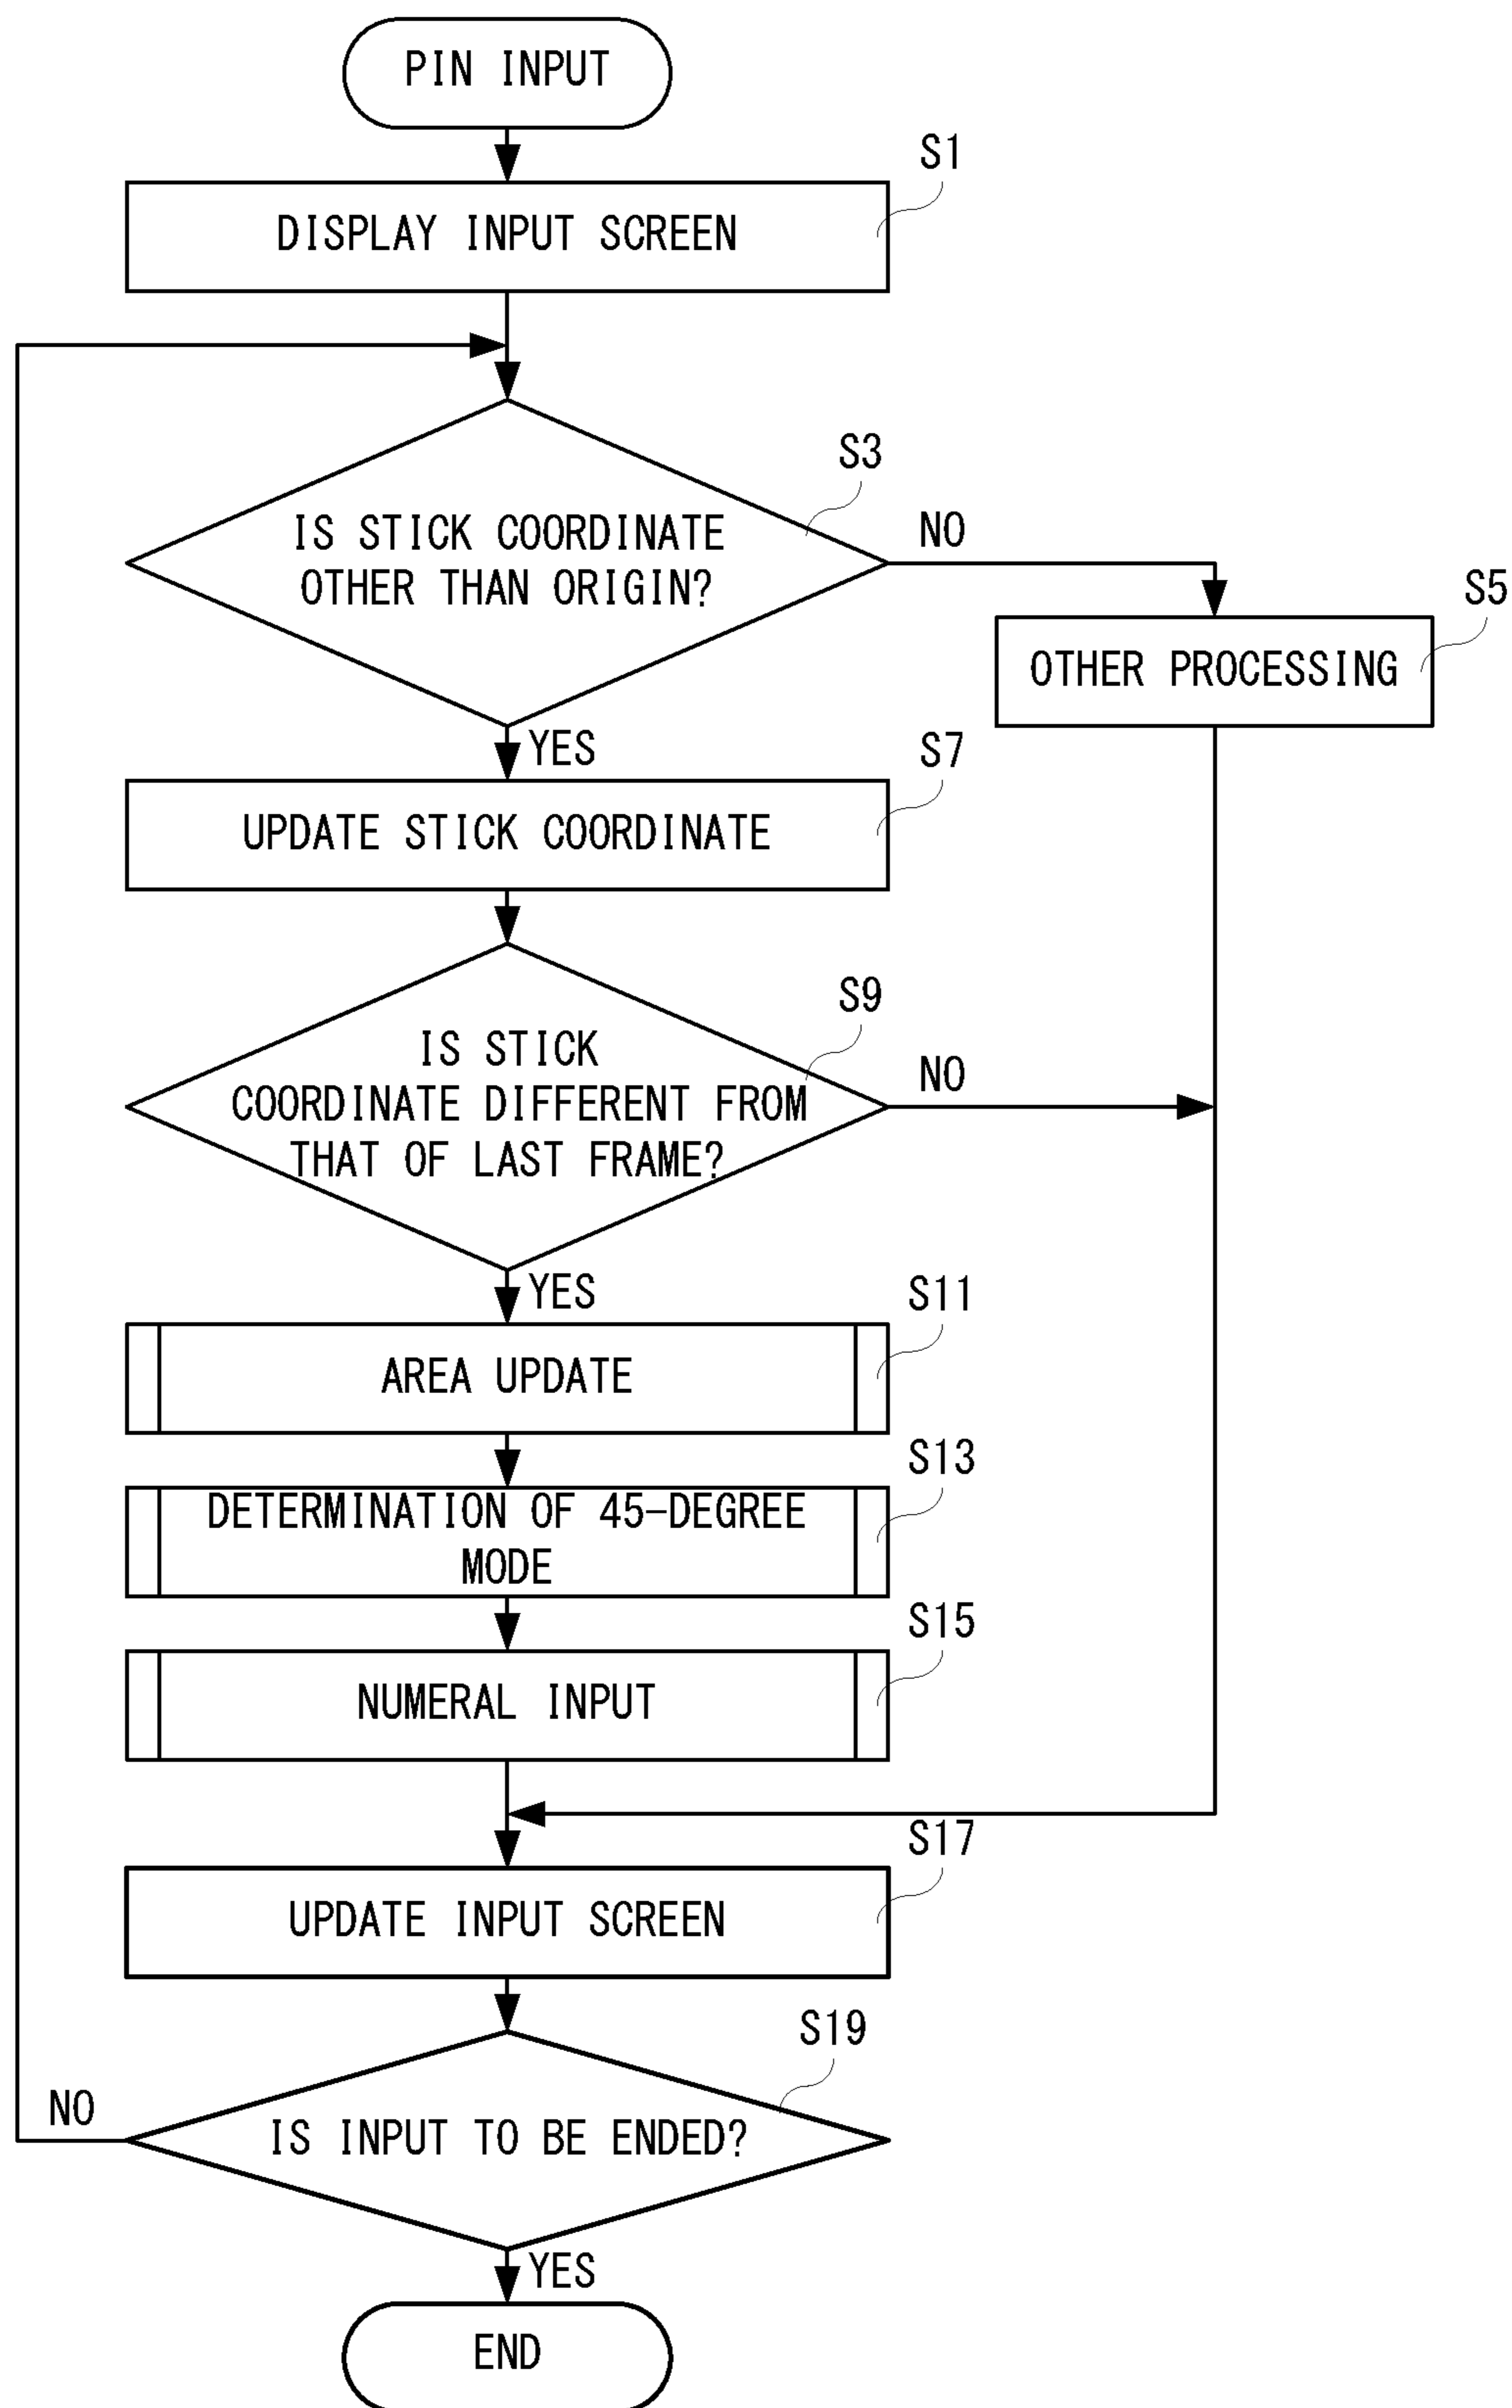 PIN INPUT
S1
DISPLAY INPUT SCREEN
S3
IS STICK COORDINATE
OTHER THAN ORIGIN?
NO
S5
OTHER PROCESSING
YES
S7
UPDATE STICK COORDINATE
S9
IS STICK
COORDINATE DIFFERENT FROM
THAT OF LAST FRAME?
NO
YES
S11
AREA UPDATE
S13
DETERMINATION OF 45-DEGREE
MODE
S15
NUMERAL INPUT
S17
UPDATE INPUT SCREEN
S19
IS INPUT TO BE ENDED?
NO
YES
END